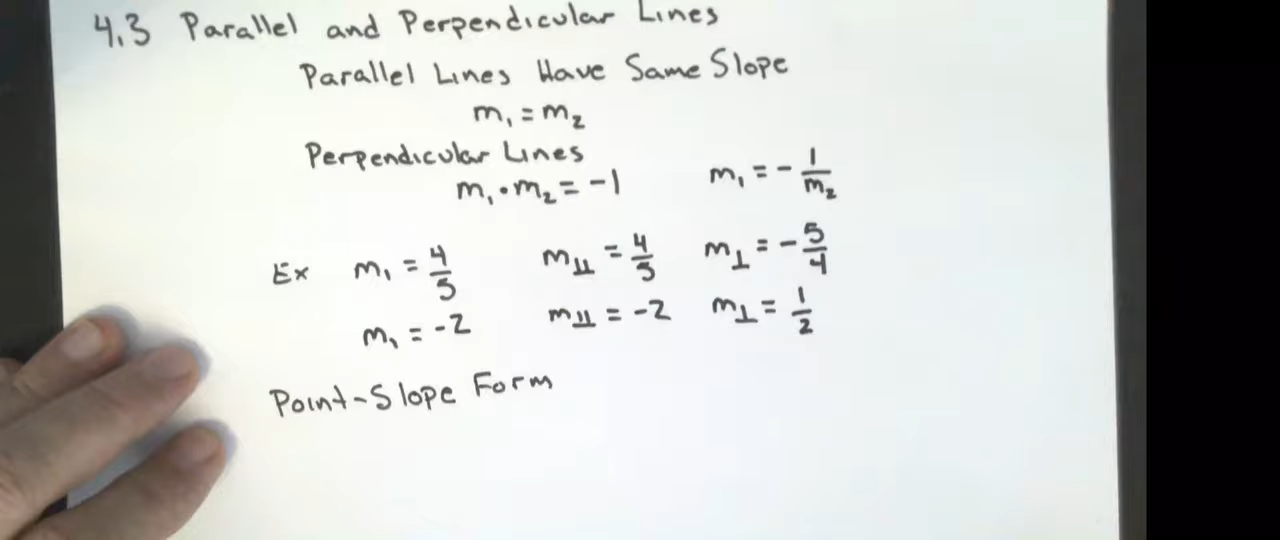 4.3 Parallel and Perpendicular Lines
Parallel Lines Have Same Slope
m₁ = m₂
Perpendicular Lines
m₁ · m₂ = -1 m₁ = -1/m₂
Ex m₁ = 4/5 m⊥⊥ = 4/5 m⊥ = -5/4
m₁ = -2 m⊥⊥ = -2 m⊥ = 1/2
Point-Slope Form